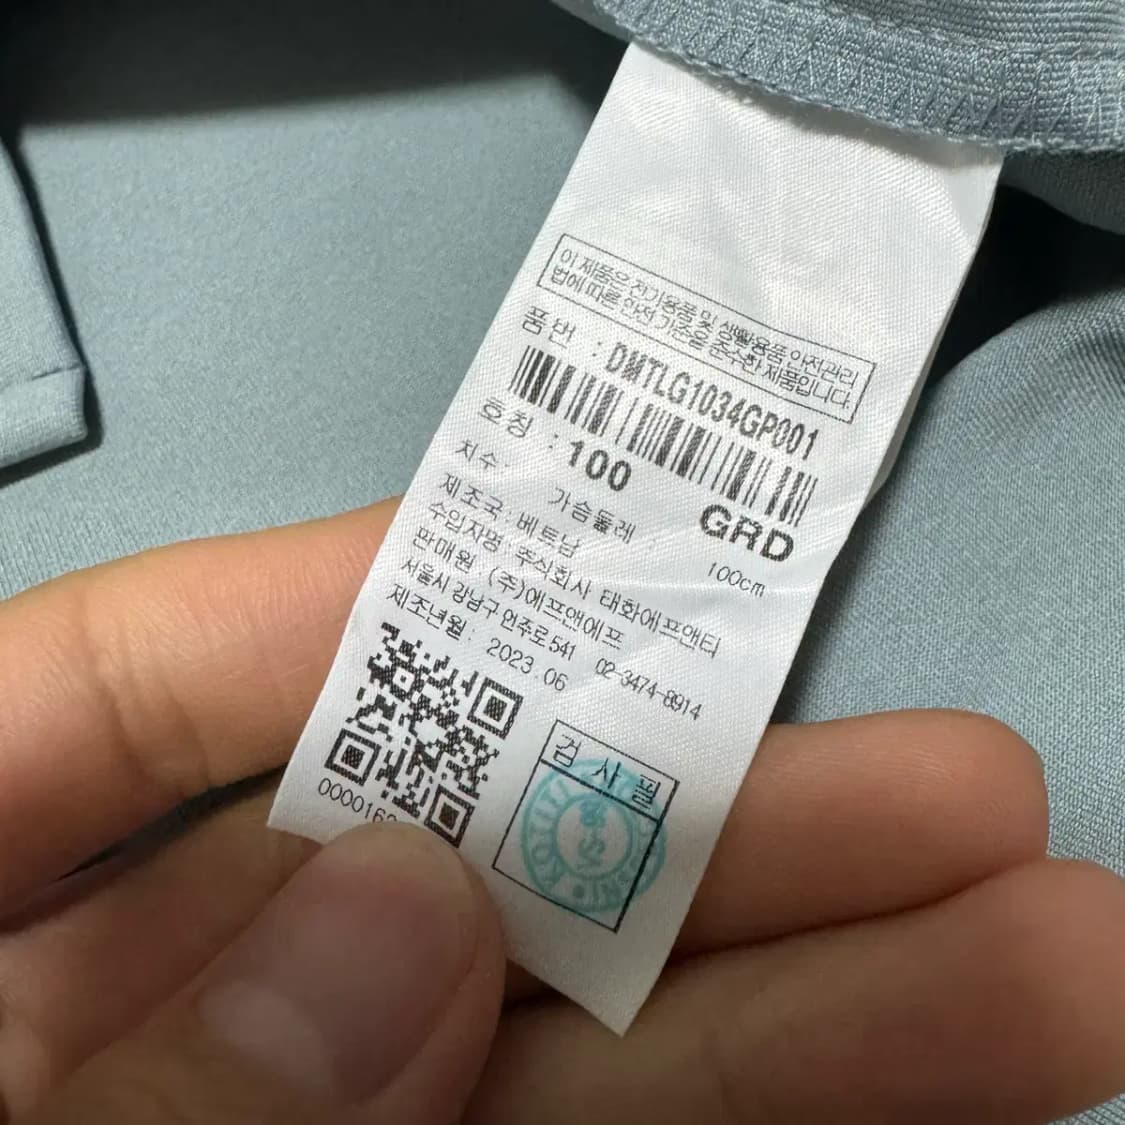 이 제품은 전기용품 및 생활용품 안전관리
법에 따른 안전 기준을 준수한 제품입니다.
품번 : DMTLG1034GP001
호칭 : 100 GRD
치수 : 가슴둘레 : 100cm
제조국 : 베트남
수입자명 : 주식회사 태화에프앤티
판매원 (주)에프앤에프
서울시 강남구 언주로541 02-3474-8914
제조년월 : 2023.06
검사필